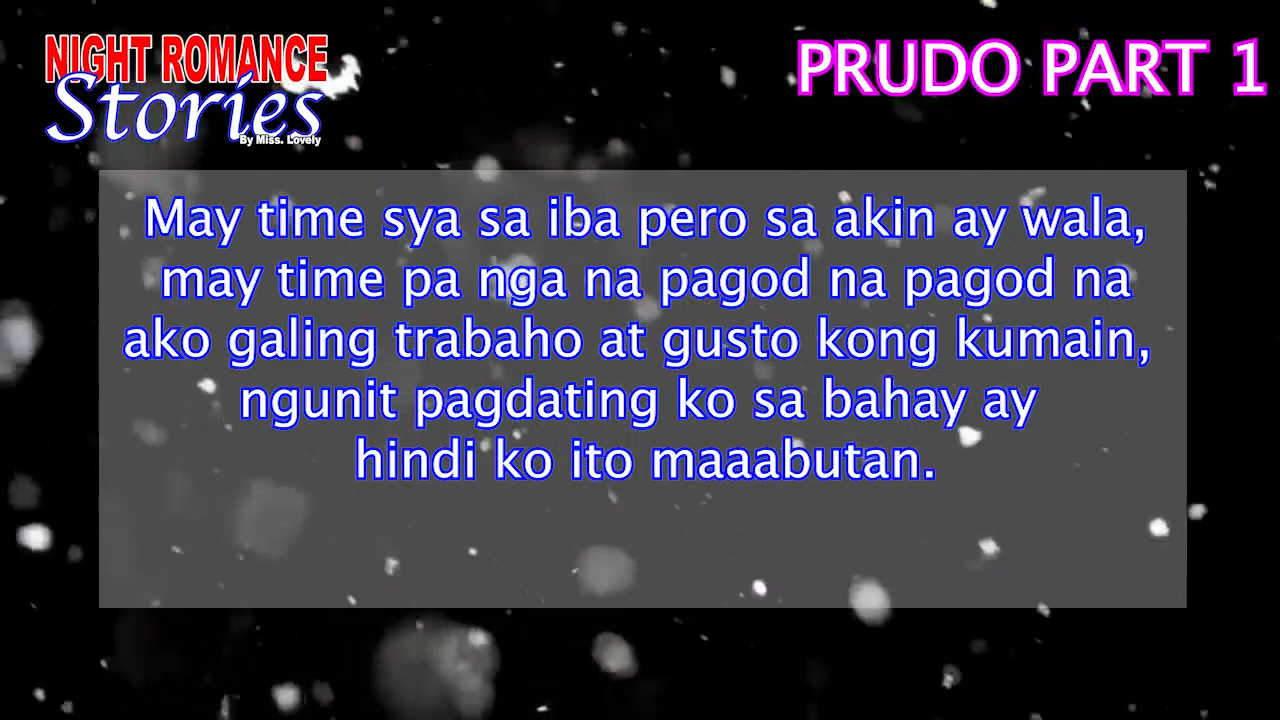 NIGHT ROMANCE
Stories
By Miss. Lovely
PRUDO PART 1
May time sya sa iba pero sa akin ay wala,
may time pa nga na pagod na pagod na
ako galing trabaho at gusto kong kumain,
ngunit pagdating ko sa bahay ay
hindi ko ito maaabutan.